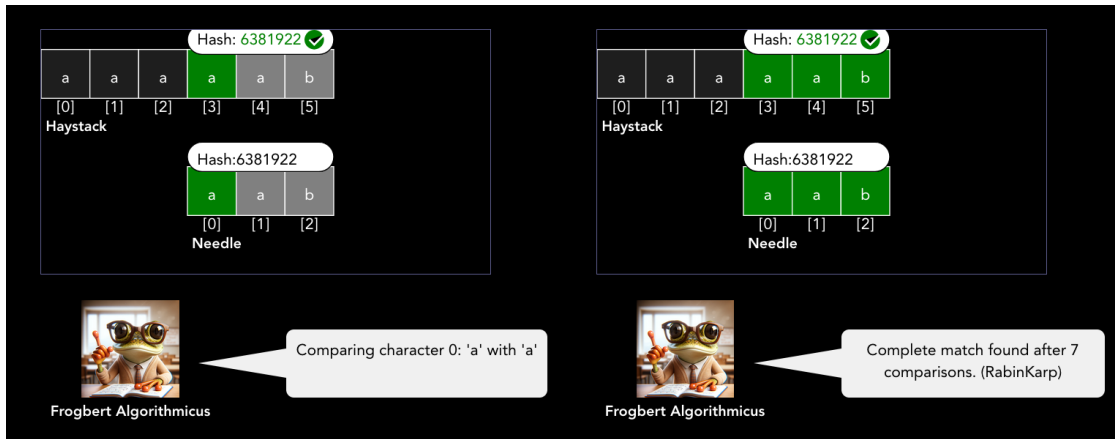 Hash: 6381922
a a a a a b
[0] [1] [2] [3] [4] [5]
Haystack
Hash:6381922
a a b
[0] [1] [2]
Needle
Comparing character 0: 'a' with 'a'
Frogbert Algorithmicus
Hash: 6381922
a a a a a b
[0] [1] [2] [3] [4] [5]
Haystack
Hash:6381922
a a b
[0] [1] [2]
Needle
Complete match found after 7
comparisons. (RabinKarp)
Frogbert Algorithmicus